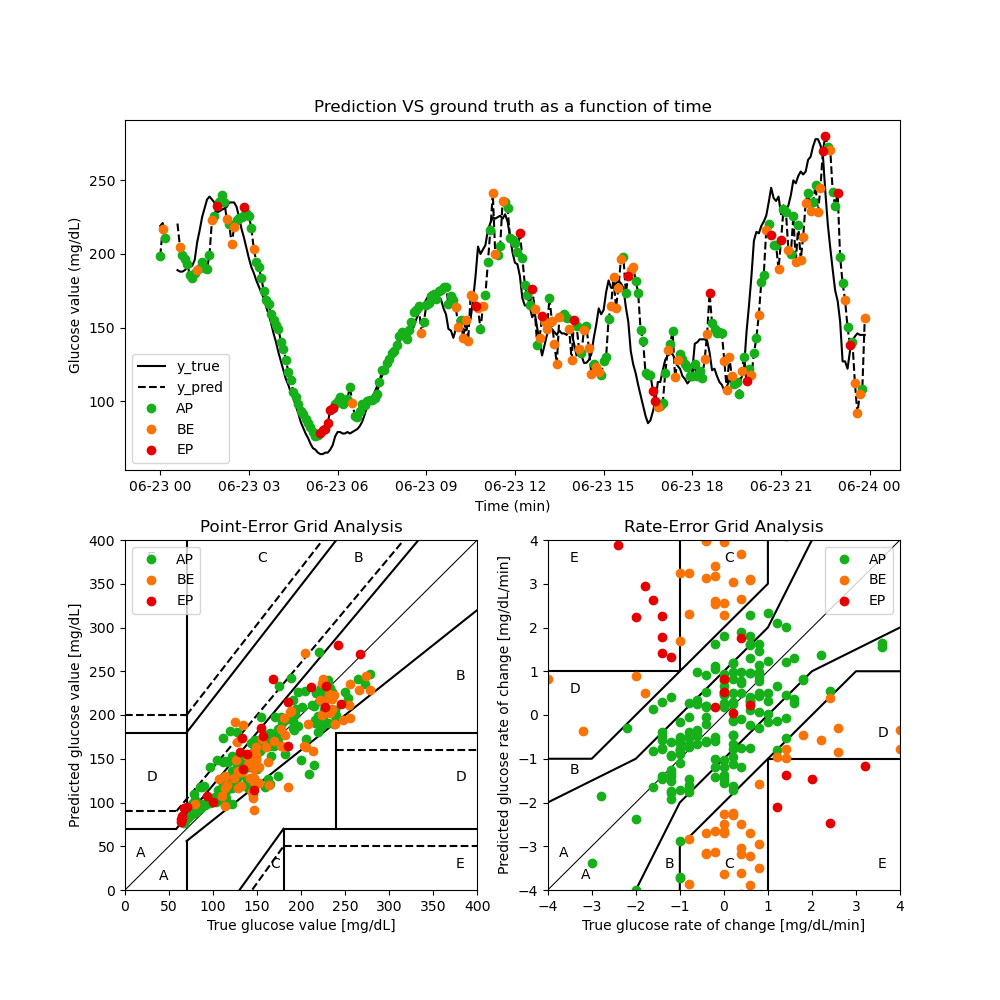 Prediction VS ground truth as a function of time
Glucose value (mg/dL)
250
200
150
100
y_true
y_pred
AP
BE
EP
06-23 00 06-23 03 06-23 06 06-23 09 06-23 12 06-23 15 06-23 18 06-23 21 06-24 00
Time (min)
Point-Error Grid Analysis
Predicted glucose value [mg/dL]
400
350
300
250
200
150
100
50
0
AP
BE
EP
C
B
B
D
D
A
A
C
E
0 50 100 150 200 250 300 350 400
True glucose value [mg/dL]
Rate-Error Grid Analysis
Predicted glucose rate of change [mg/dL/min]
4
3
2
1
0
−1
−2
−3
−4
E
C
AP
BE
EP
D
D
B
A
A
B
C
E
−4 −3 −2 −1 0 1 2 3 4
True glucose rate of change [mg/dL/min]